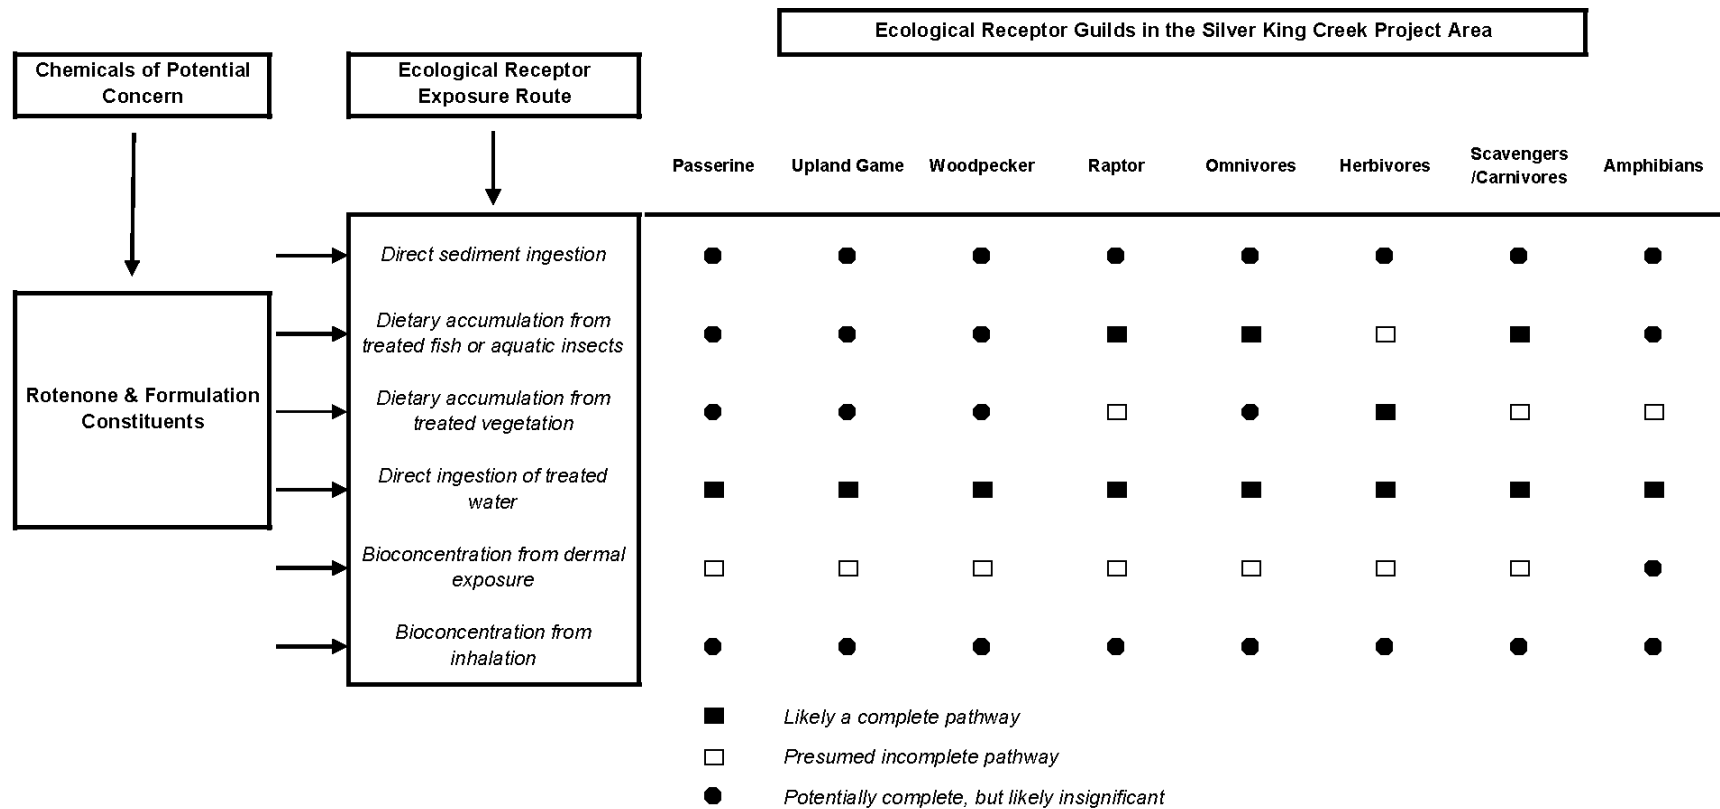 Ecological Receptor Guilds in the Silver King Creek Project Area
Chemicals of Potential
Concern
Ecological Receptor
Exposure Route
Passerine
Upland Game
Woodpecker
Raptor
Omnivores
Herbivores
Scavengers
/Carnivores
Amphibians
Rotenone & Formulation
Constituents
Direct sediment ingestion
Dietary accumulation from
treated fish or aquatic insects
Dietary accumulation from
treated vegetation
Direct ingestion of treated
water
Bioconcentration from dermal
exposure
Bioconcentration from
inhalation
Likely a complete pathway
Presumed incomplete pathway
Potentially complete, but likely insignificant